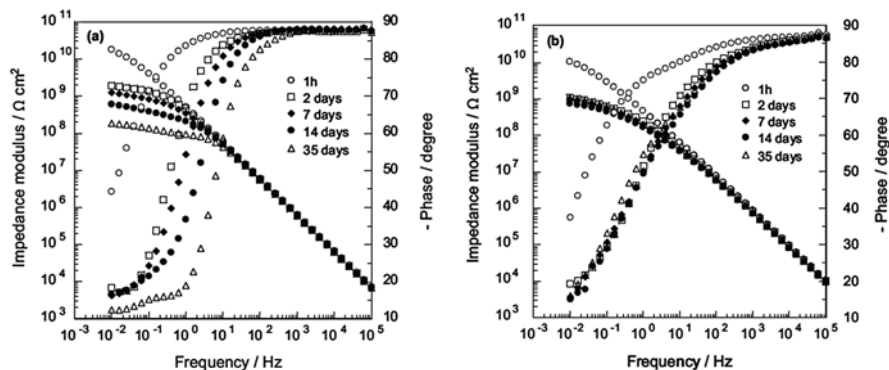 (a)
Impedance modulus / Ω cm2
10^11
10^10
10^9
10^8
10^7
10^6
10^5
10^4
10^3
1h
2 days
7 days
14 days
35 days
90
80
70
60
50
40
30
20
10
- Phase / degree
10^-3 10^-2 10^-1 10^0 10^1 10^2 10^3 10^4 10^5
Frequency / Hz
(b)
Impedance modulus / Ω cm2
10^11
10^10
10^9
10^8
10^7
10^6
10^5
10^4
10^3
1h
2 days
7 days
14 days
35 days
90
80
70
60
50
40
30
20
10
- Phase / degree
10^-3 10^-2 10^-1 10^0 10^1 10^2 10^3 10^4 10^5
Frequency / Hz